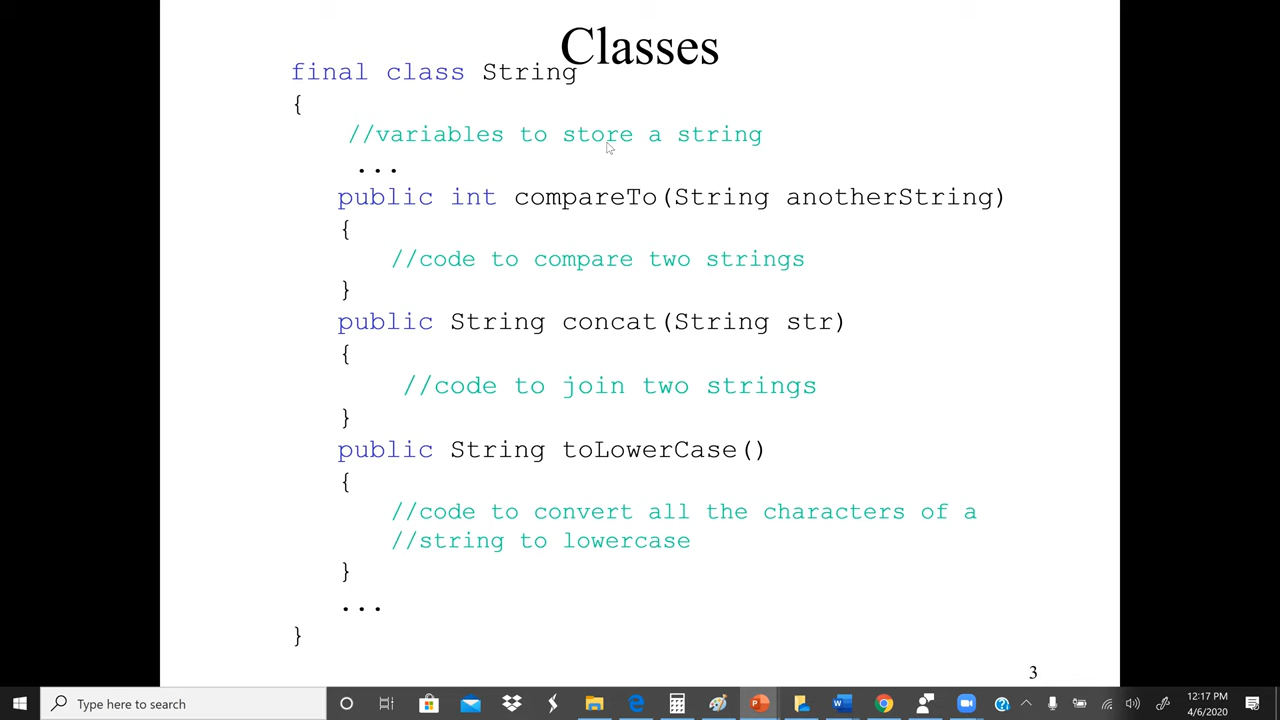 Classes
final class String
{
//variables to store a string
...
public int compareTo(String anotherString)
{
//code to compare two strings
}
public String concat(String str)
{
//code to join two strings
}
public String toLowerCase()
{
//code to convert all the characters of a
//string to lowercase
}
...
}
3
Type here to search
12:17 PM
4/6/2020